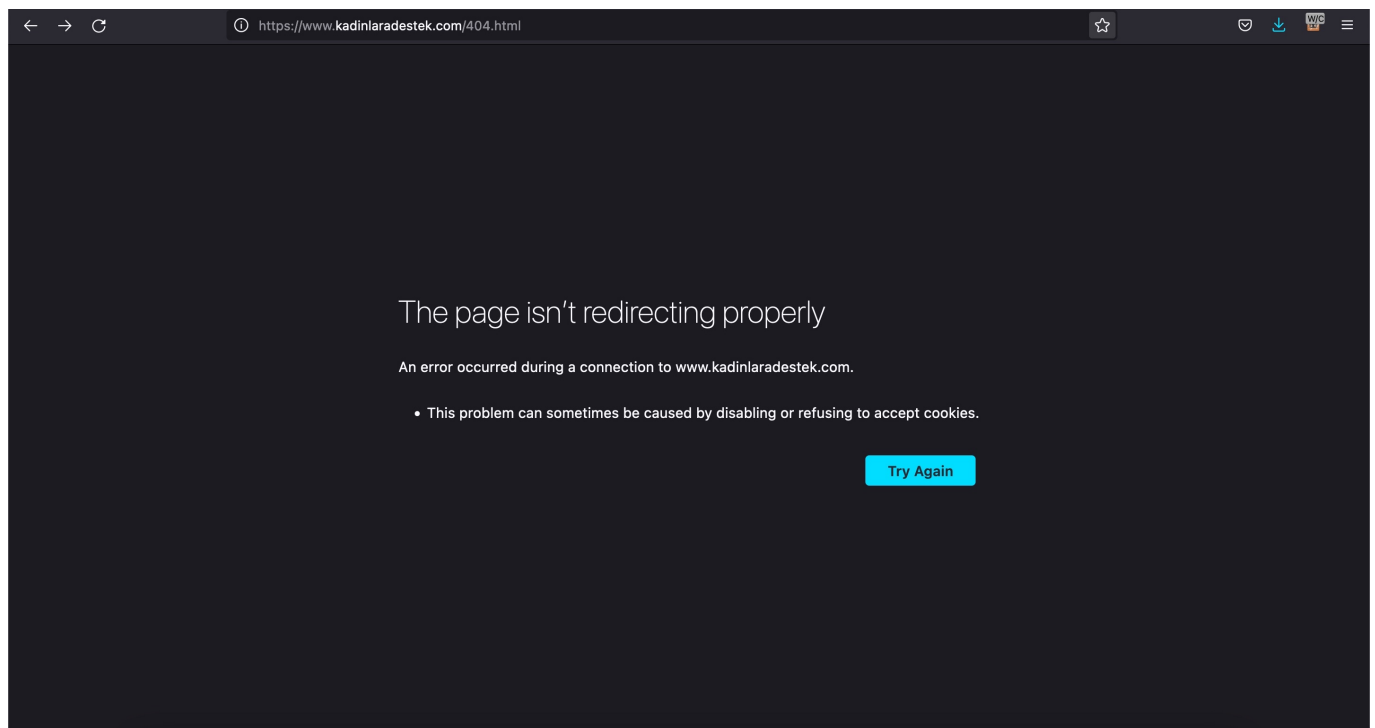 https://www.kadinlaradestek.com/404.html
W/C
The page isn't redirecting properly
An error occurred during a connection to www.kadinlaradestek.com.
• This problem can sometimes be caused by disabling or refusing to accept cookies.
Try Again